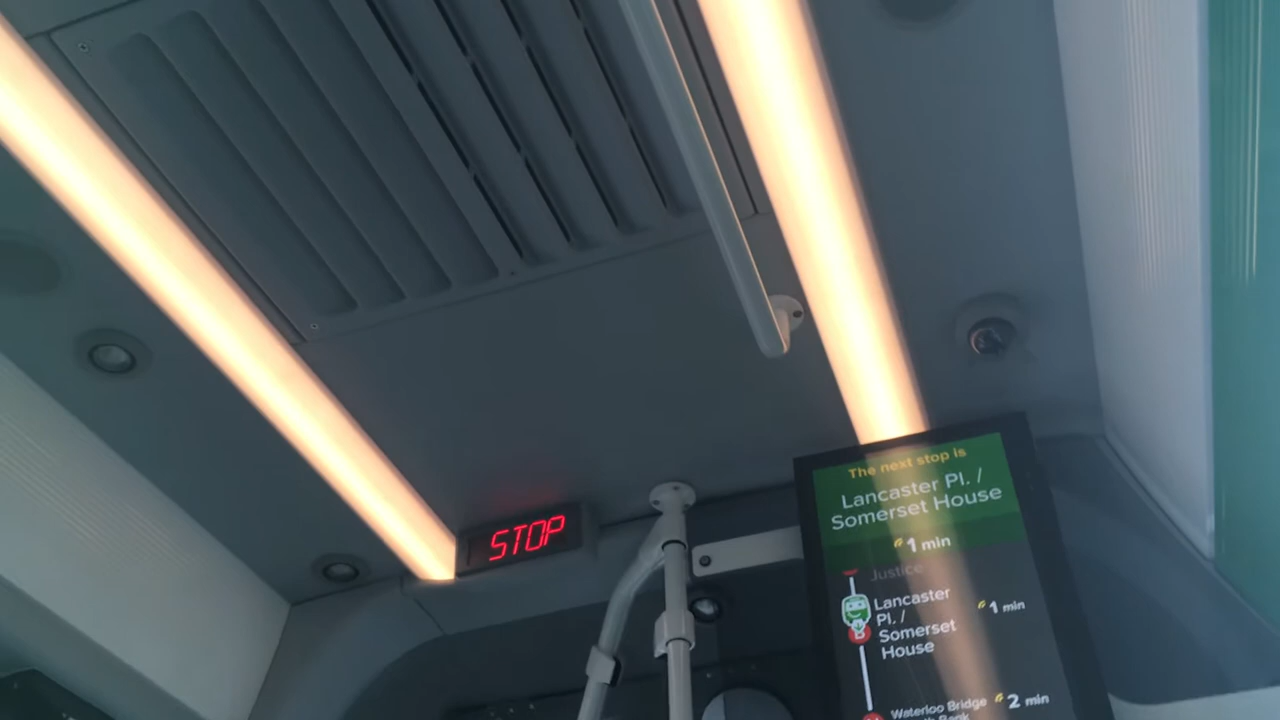 STOP
The next stop is
Lancaster Pl. /
Somerset House
1 min
Justice
Lancaster
Pl. /
Somerset
House
1 min
B
Waterloo Bridge
2 min
Bank